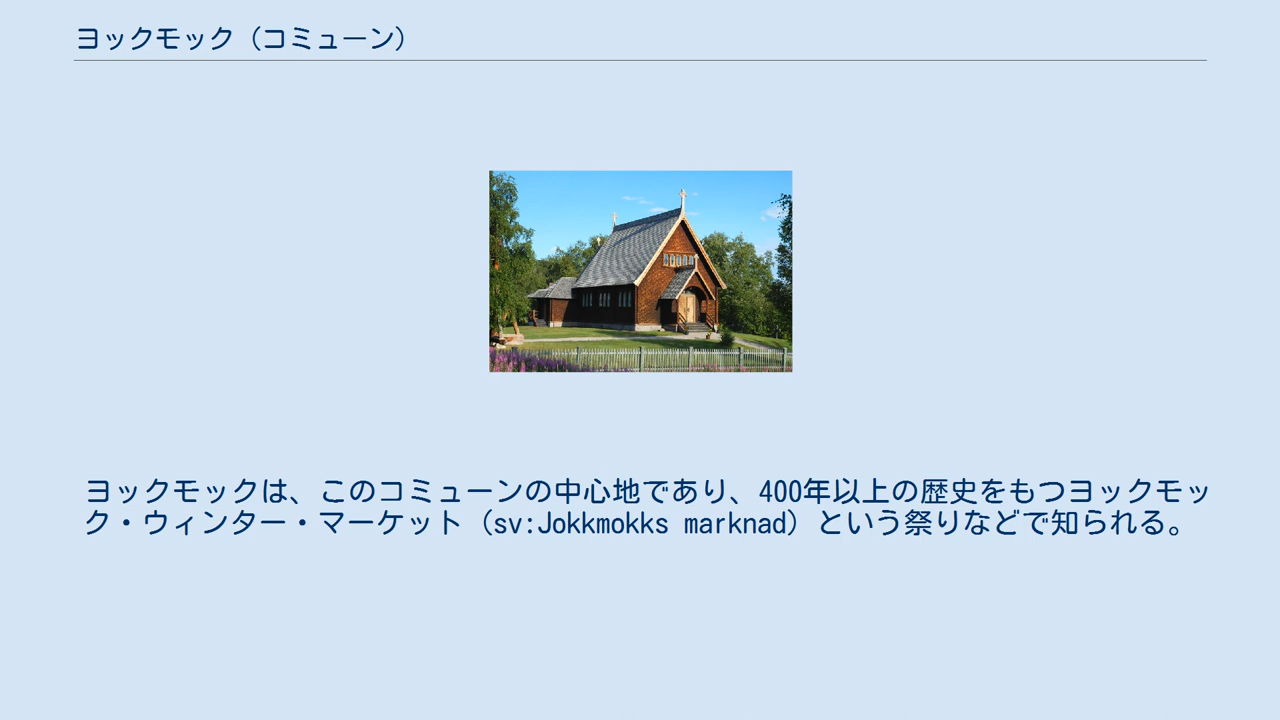 ヨックモック（コミューン）
ヨックモックは、このコミューンの中心地であり、400年以上の歴史をもつヨックモッ
ク・ウィンター・マーケット（sv:Jokkmokks marknad）という祭りなどで知られる。